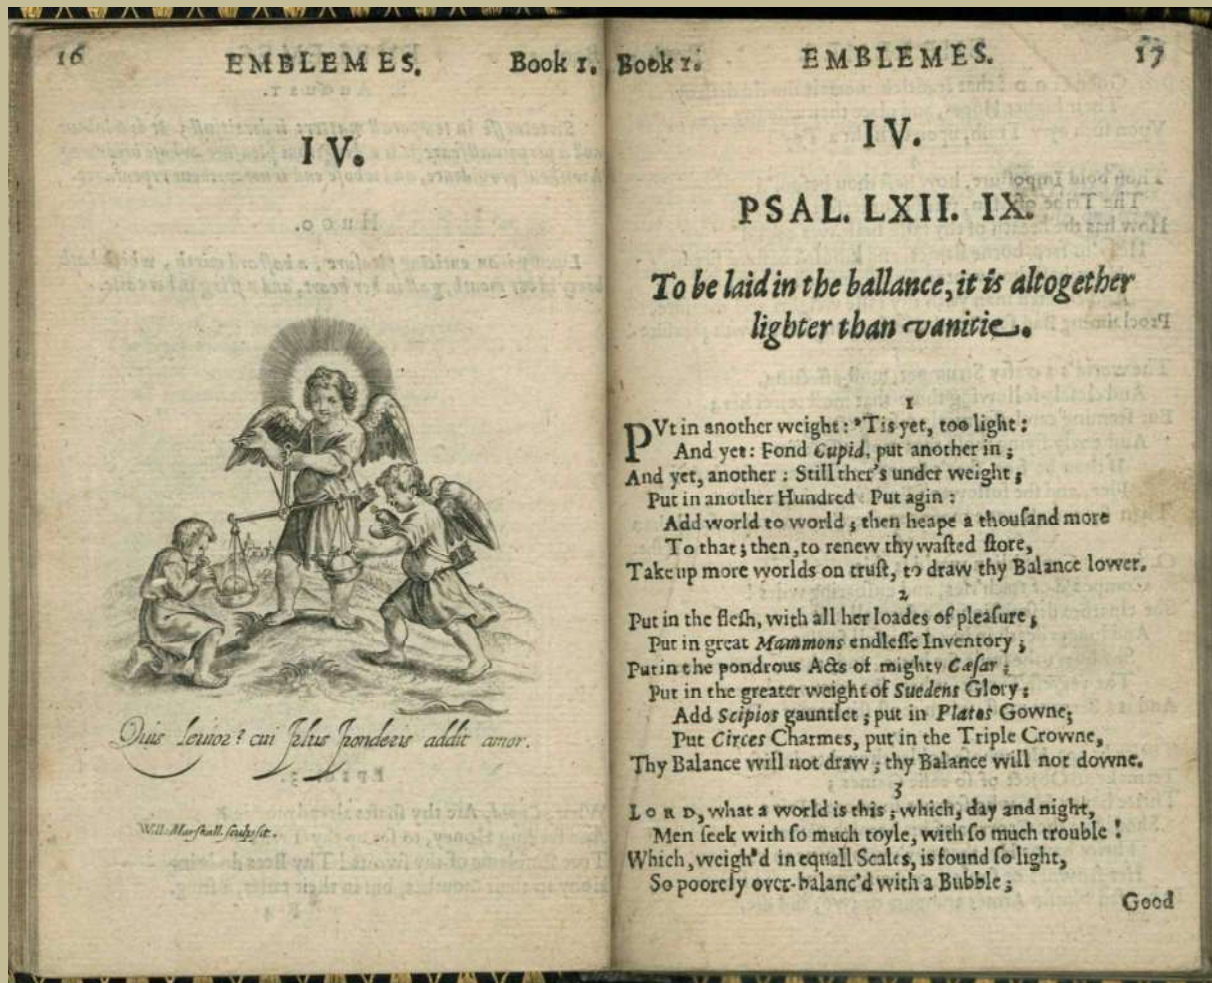 16
EMBLEMES.
Book 1.
IV.
Quis levior? cui plus ponderis addit amor.
Will: Marshall. sculpsit.
Book 1.
EMBLEMES.
17
IV.
PSAL. LXII. IX.
To be laid in the ballance, it is altogether
lighter than vanitie.
1
PVt in another weight: 'Tis yet, too light:
And yet: Fond Cupid, put another in;
And yet, another: Still ther's under weight;
Put in another Hundred Put agin:
Add world to world; then heape a thouſand more
To that; then, to renew thy waſted ſtore,
Take up more worlds on truſt, to draw thy Balance lower.
2
Put in the fleſh, with all her loades of pleaſure;
Put in great Mammons endleſſe Inventory;
Put in the pondrous Acts of mighty Cæſar:
Put in the greater weight of Suedens Glory:
Add Scipios gauntlet; put in Platos Gowne;
Put Circes Charmes, put in the Triple Crowne,
Thy Balance will not draw; thy Balance will not downe.
3
LORD, what a world is this; which, day and night,
Men ſeek with ſo much toyle, with ſo much trouble!
Which, weigh'd in equall Scales, is found ſo light,
So poorely over-balanc'd with a Bubble;
Good